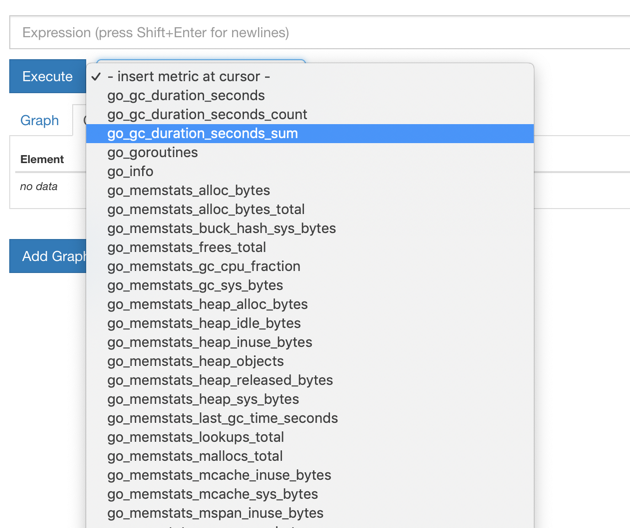 Expression (press Shift+Enter for newlines)
Execute
✓ - insert metric at cursor -
go_gc_duration_seconds
Graph
go_gc_duration_seconds_count
go_gc_duration_seconds_sum
Element
go_goroutines
go_info
no data
go_memstats_alloc_bytes
go_memstats_alloc_bytes_total
go_memstats_buck_hash_sys_bytes
go_memstats_frees_total
Add Graph
go_memstats_gc_cpu_fraction
go_memstats_gc_sys_bytes
go_memstats_heap_alloc_bytes
go_memstats_heap_idle_bytes
go_memstats_heap_inuse_bytes
go_memstats_heap_objects
go_memstats_heap_released_bytes
go_memstats_heap_sys_bytes
go_memstats_last_gc_time_seconds
go_memstats_lookups_total
go_memstats_mallocs_total
go_memstats_mcache_inuse_bytes
go_memstats_mcache_sys_bytes
go_memstats_mspan_inuse_bytes